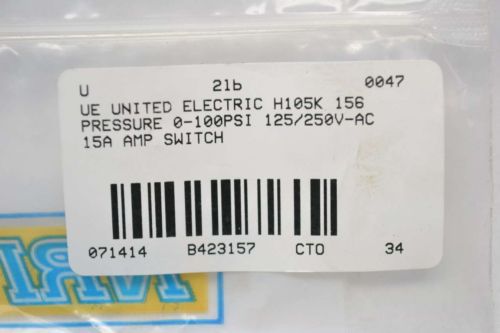 U 21b 0047
UE UNITED ELECTRIC H105K 156
PRESSURE 0-100PSI 125/250V-AC
15A AMP SWITCH
071414 B423157 CTO 34
MRI